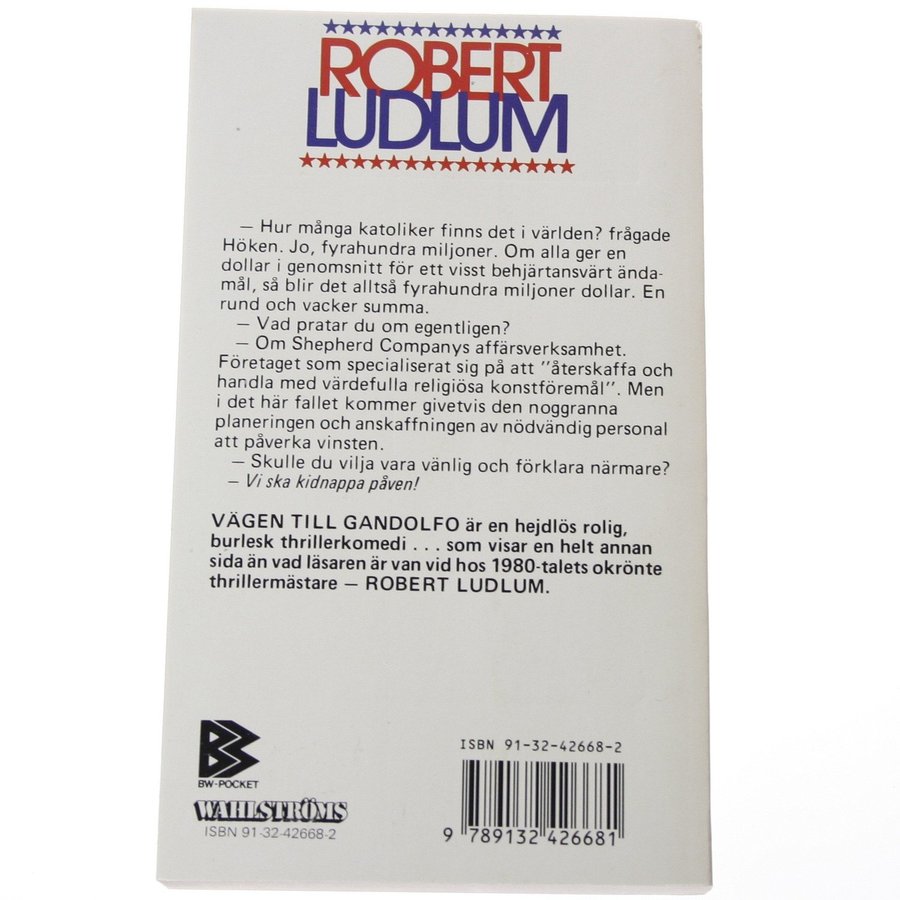 ROBERT
LUDLUM
– Hur många katoliker finns det i världen? frågade
Höken. Jo, fyrahundra miljoner. Om alla ger en
dollar i genomsnitt för ett visst behjärtansvärt ända-
mål, så blir det alltså fyrahundra miljoner dollar. En
rund och vacker summa.
– Vad pratar du om egentligen?
– Om Shepherd Companys affärsverksamhet.
Företaget som specialiserat sig på att "återskaffa och
handla med värdefulla religiösa konstföremål". Men
i det här fallet kommer givetvis den noggranna
planeringen och anskaffningen av nödvändig personal
att påverka vinsten.
– Skulle du vilja vara vänlig och förklara närmare?
– Vi ska kidnappa påven!
VÄGEN TILL GANDOLFO är en hejdlös rolig,
burlesk thrillerkomedi . . . som visar en helt annan
sida än vad läsaren är van vid hos 1980-talets okrönte
thrillermästare – ROBERT LUDLUM.
BW-POCKET
WAHLSTRÖMS
ISBN 91-32-42668-2
ISBN 91-32-42668-2
9 789132 426681